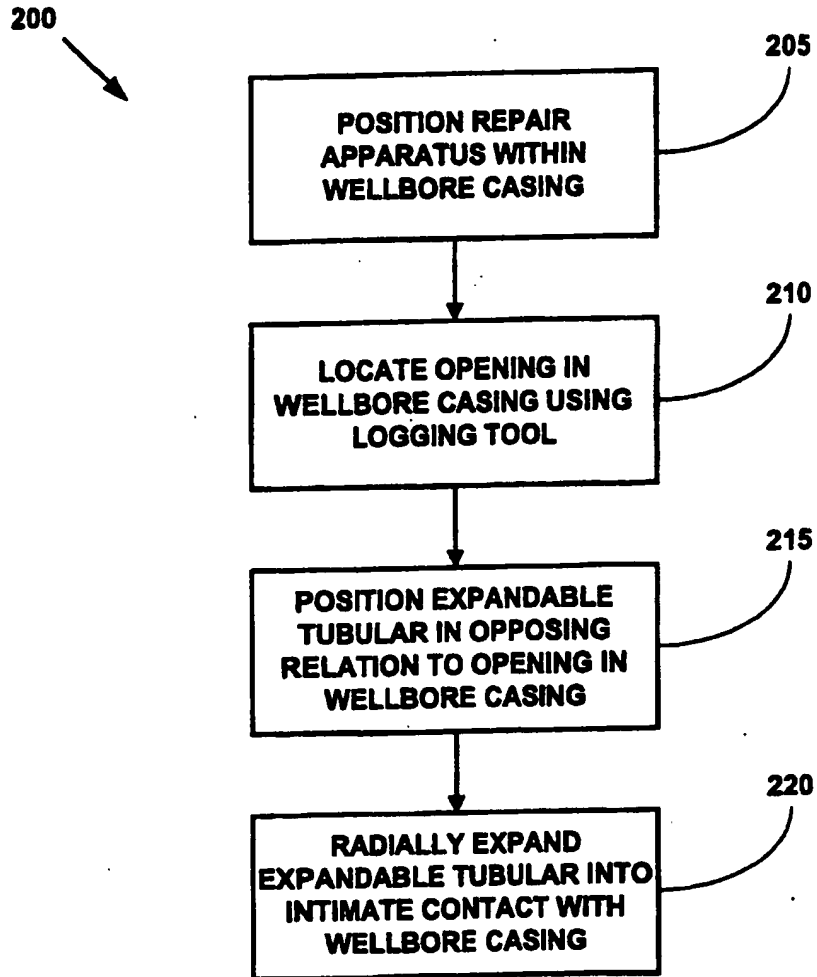 200
205
POSITION REPAIR
APPARATUS WITHIN
WELLBORE CASING
210
LOCATE OPENING IN
WELLBORE CASING USING
LOGGING TOOL
215
POSITION EXPANDABLE
TUBULAR IN OPPOSING
RELATION TO OPENING IN
WELLBORE CASING
220
RADIALLY EXPAND
EXPANDABLE TUBULAR INTO
INTIMATE CONTACT WITH
WELLBORE CASING